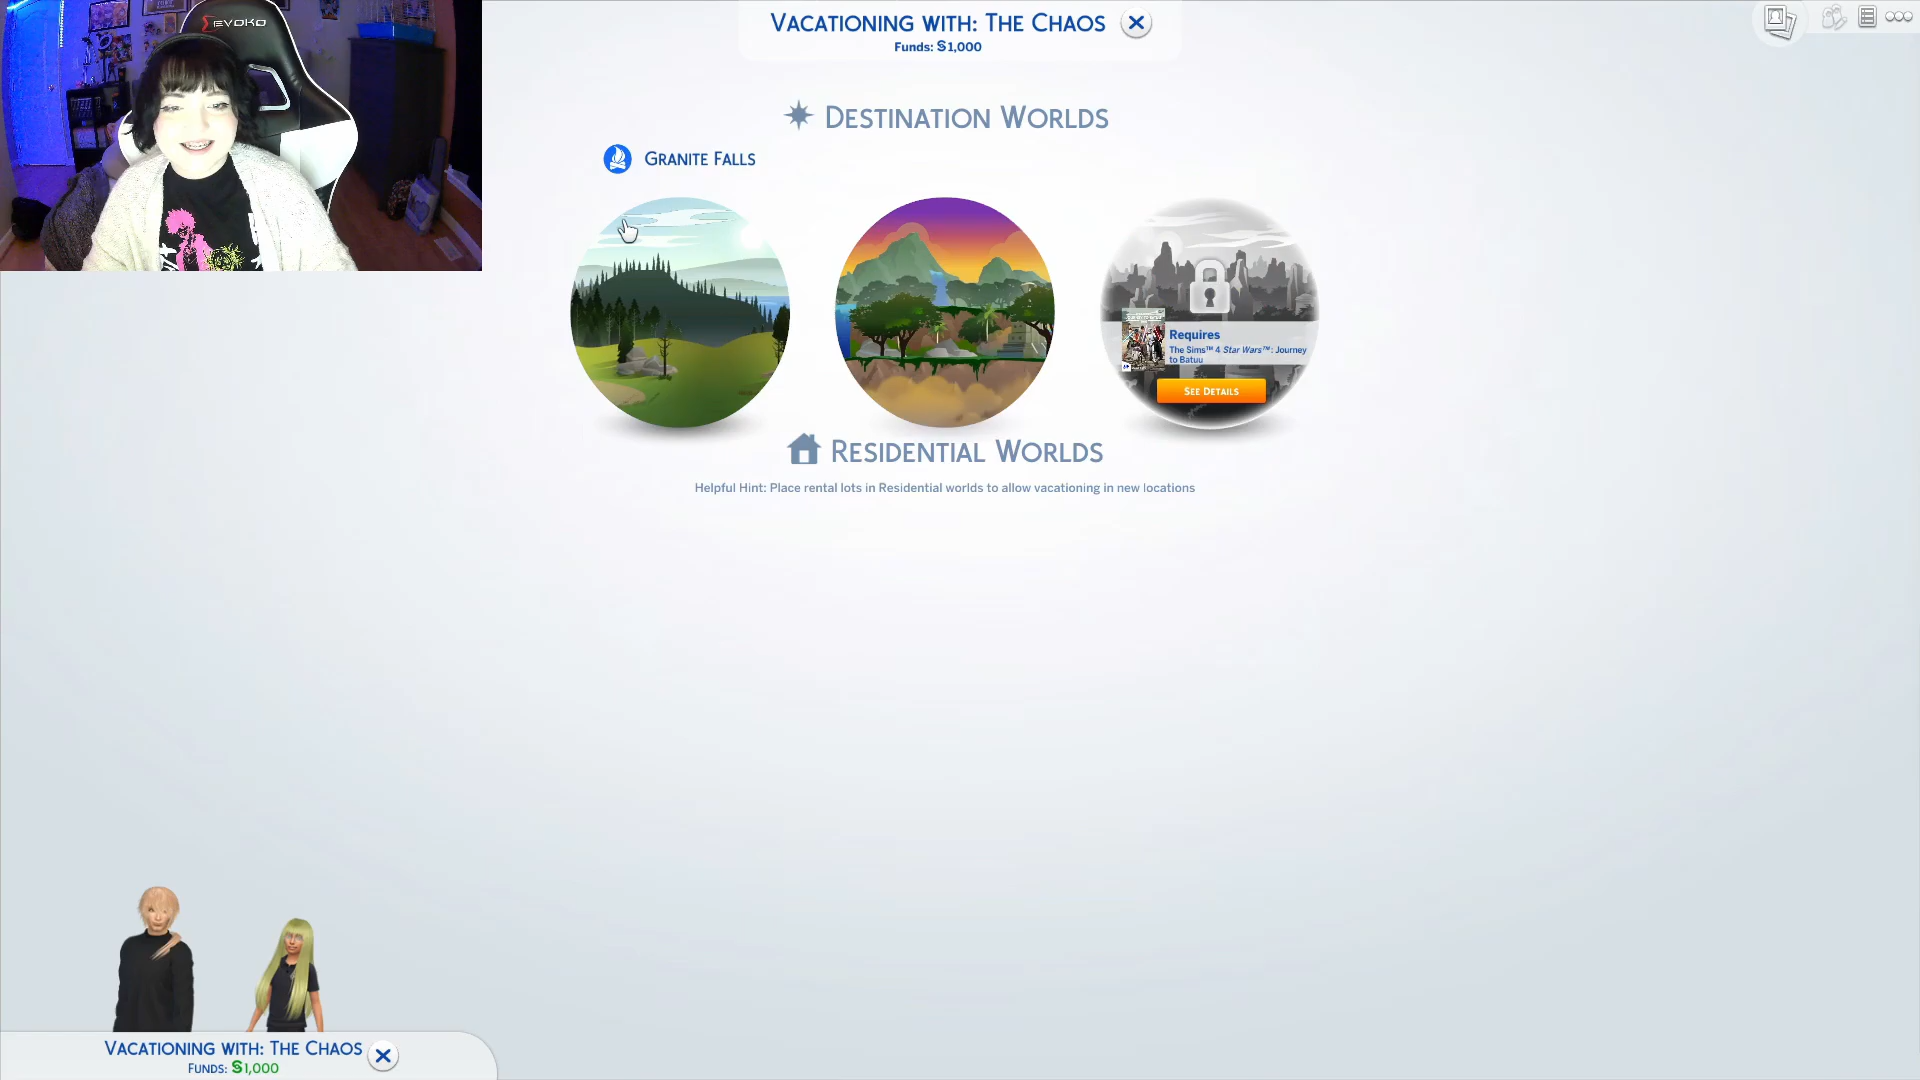 EVOKO
VACATIONING WITH: THE CHAOS
Funds: §1,000
DESTINATION WORLDS
GRANITE FALLS
Requires
The Sims™ 4 Star Wars™: Journey
to Batuu
SEE DETAILS
RESIDENTIAL WORLDS
Helpful Hint: Place rental lots in Residential worlds to allow vacationing in new locations
VACATIONING WITH: THE CHAOS
FUNDS: §1,000